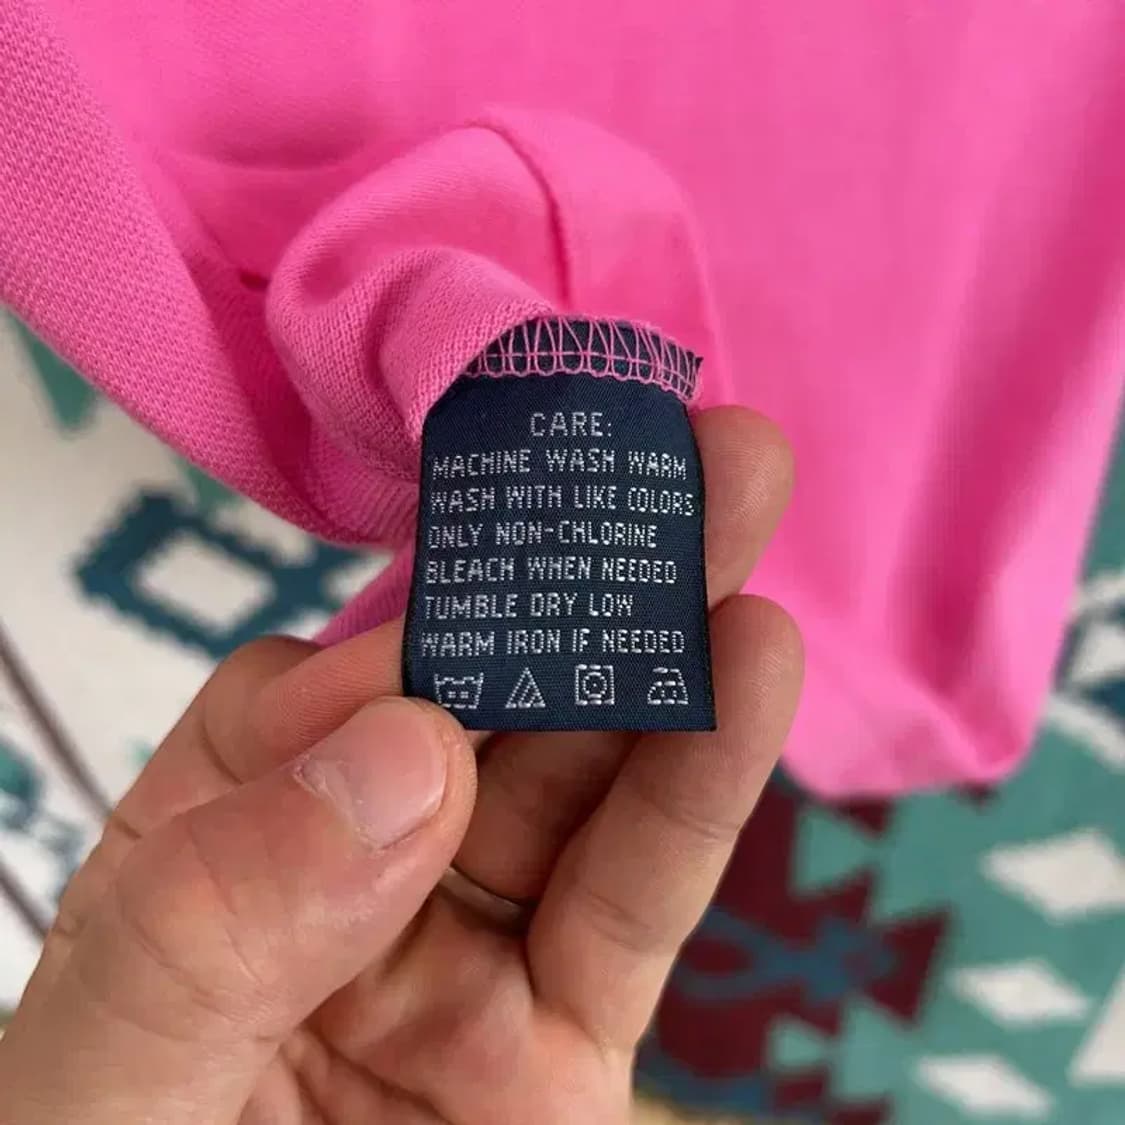 CARE:
MACHINE WASH WARM
WASH WITH LIKE COLORS
ONLY NON-CHLORINE
BLEACH WHEN NEEDED
TUMBLE DRY LOW
WARM IRON IF NEEDED